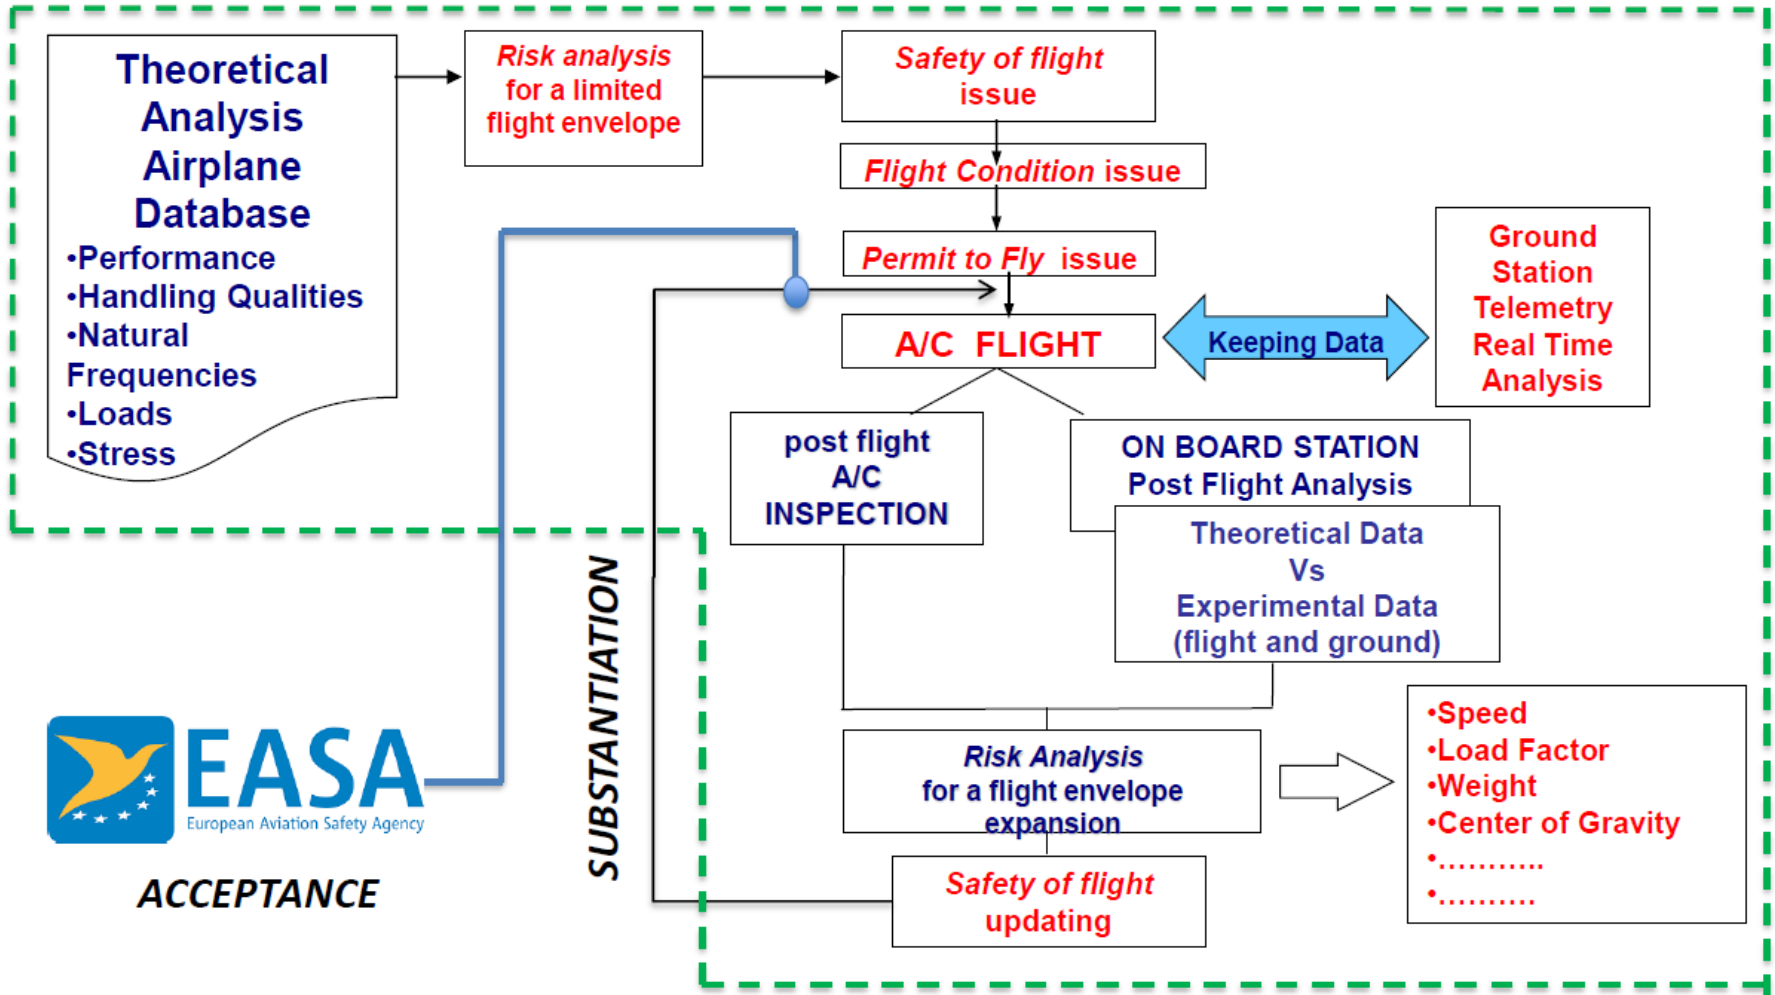 Theoretical
Analysis
Airplane
Database
•Performance
•Handling Qualities
•Natural
Frequencies
•Loads
•Stress
Risk analysis
for a limited
flight envelope
Safety of flight
issue
Flight Condition issue
Permit to Fly issue
A/C FLIGHT
Keeping Data
Ground
Station
Telemetry
Real Time
Analysis
post flight
A/C
INSPECTION
ON BOARD STATION
Post Flight Analysis
Theoretical Data
Vs
Experimental Data
(flight and ground)
Risk Analysis
for a flight envelope
expansion
•Speed
•Load Factor
•Weight
•Center of Gravity
•...........
•..........
Safety of flight
updating
SUBSTANTIATION
EASA
European Aviation Safety Agency
ACCEPTANCE